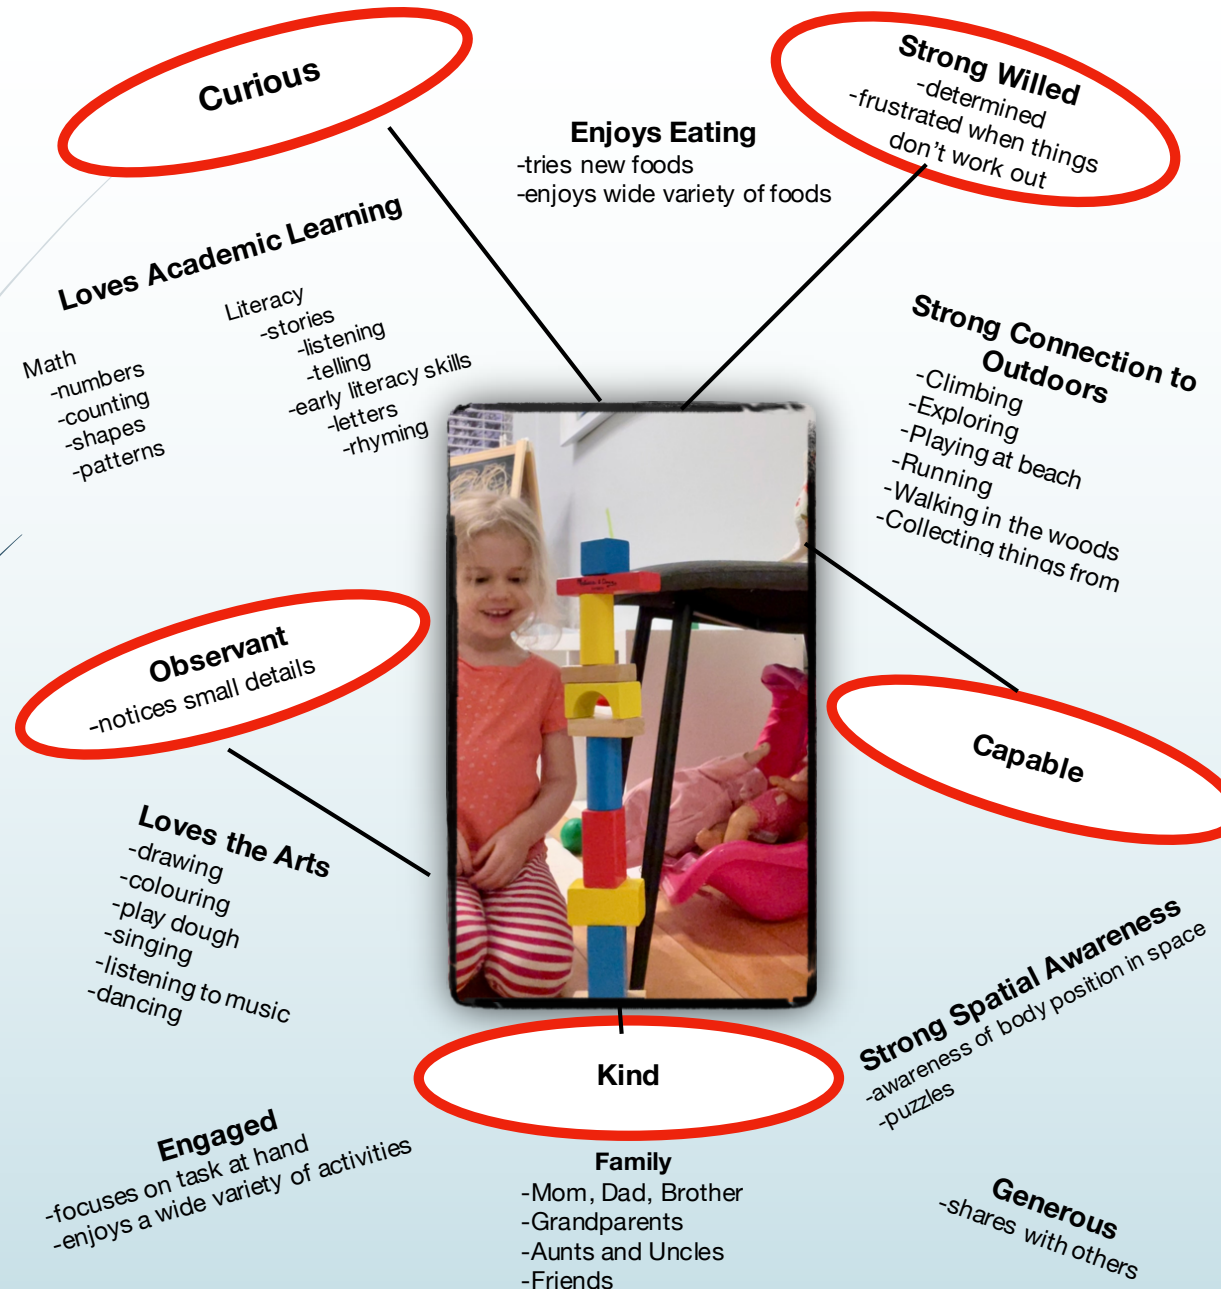 Curious
Strong Willed
-determined
-frustrated when things
don't work out
Enjoys Eating
-tries new foods
-enjoys wide variety of foods
Loves Academic Learning
Math
-numbers
-counting
-shapes
-patterns
Literacy
-stories
-listening
-telling
-early literacy skills
-letters
-rhyming
Strong Connection to
Outdoors
-Climbing
-Exploring
-Playing at beach
-Running
-Walking in the woods
-Collecting things from
Observant
-notices small details
Capable
Loves the Arts
-drawing
-colouring
-play dough
-singing
-listening to music
-dancing
Strong Spatial Awareness
-awareness of body position in space
-puzzles
Kind
Engaged
-focuses on task at hand
-enjoys a wide variety of activities
Family
-Mom, Dad, Brother
-Grandparents
-Aunts and Uncles
-Friends
Generous
-shares with others